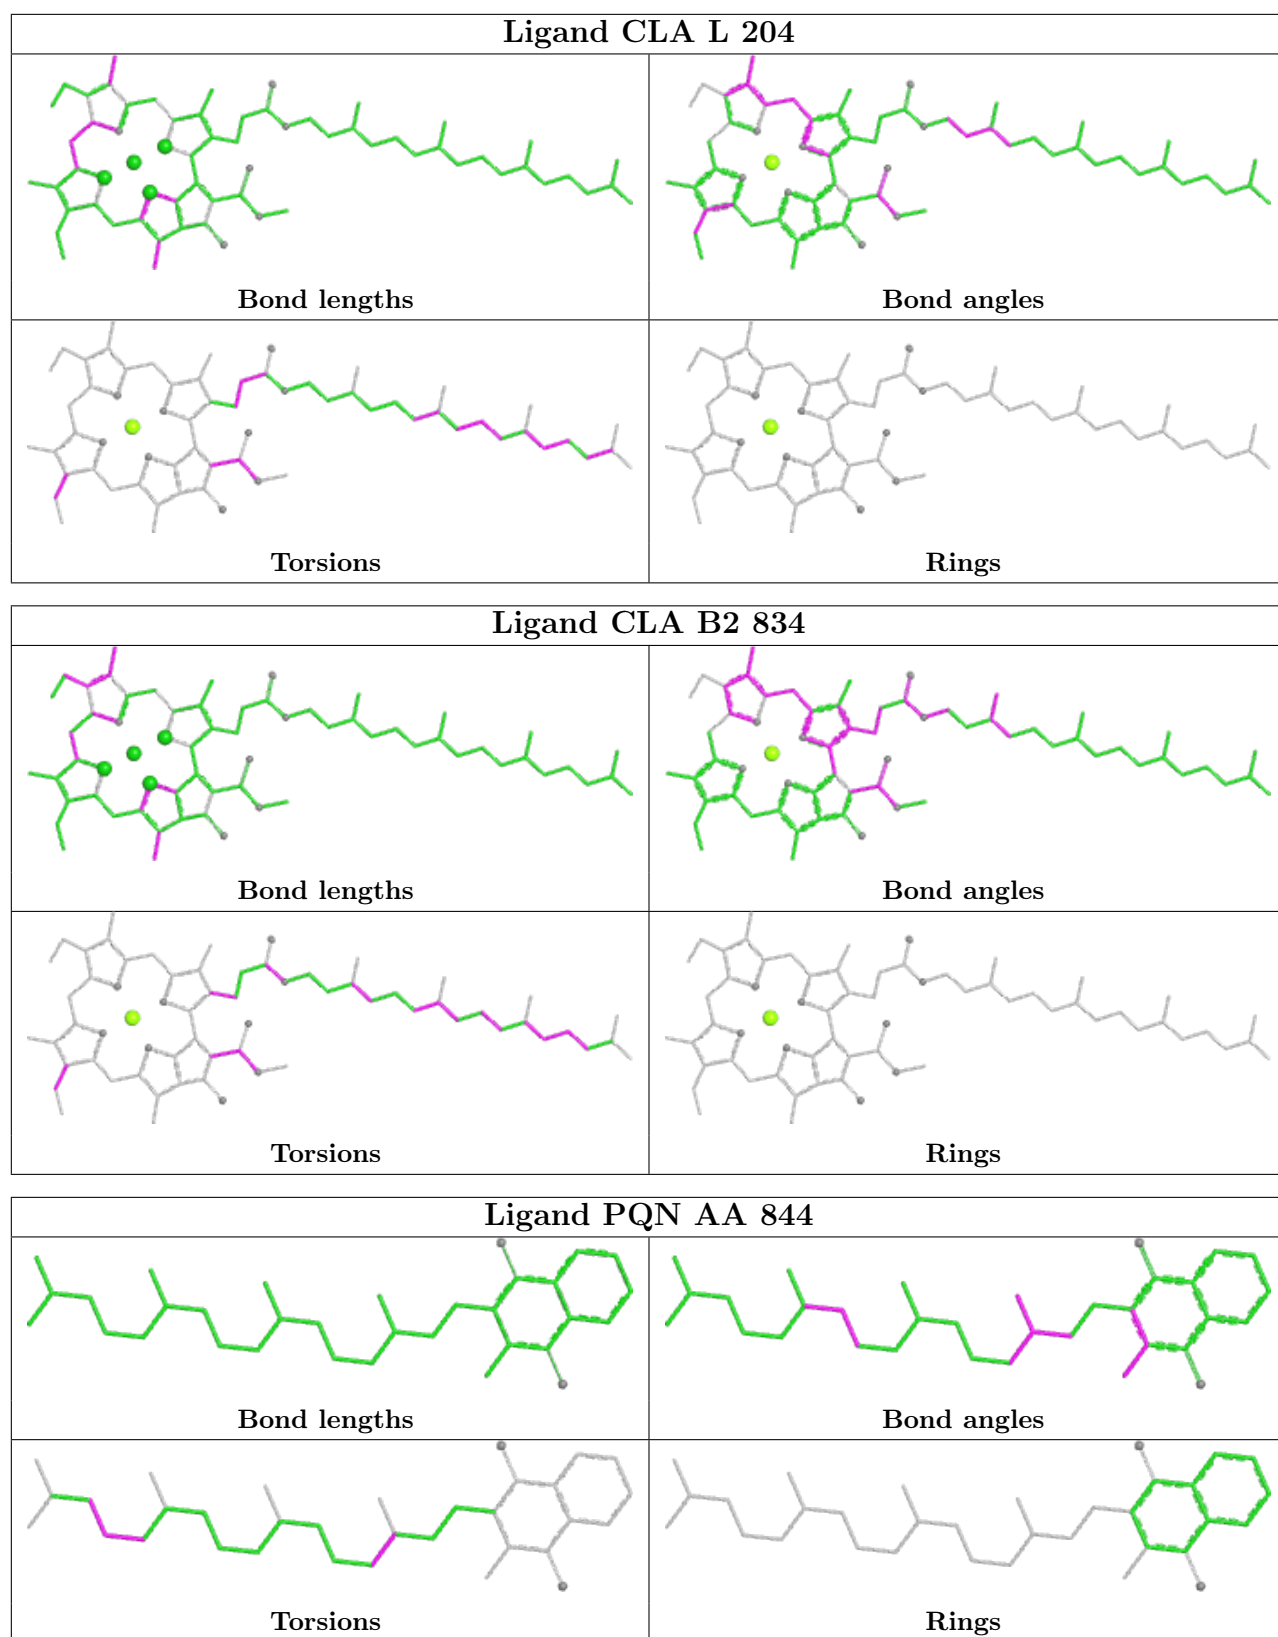 Ligand CLA L 204
Bond lengths
Bond angles
Torsions
Rings
Ligand CLA B2 834
Bond lengths
Bond angles
Torsions
Rings
Ligand PQN AA 844
Bond lengths
Bond angles
Torsions
Rings